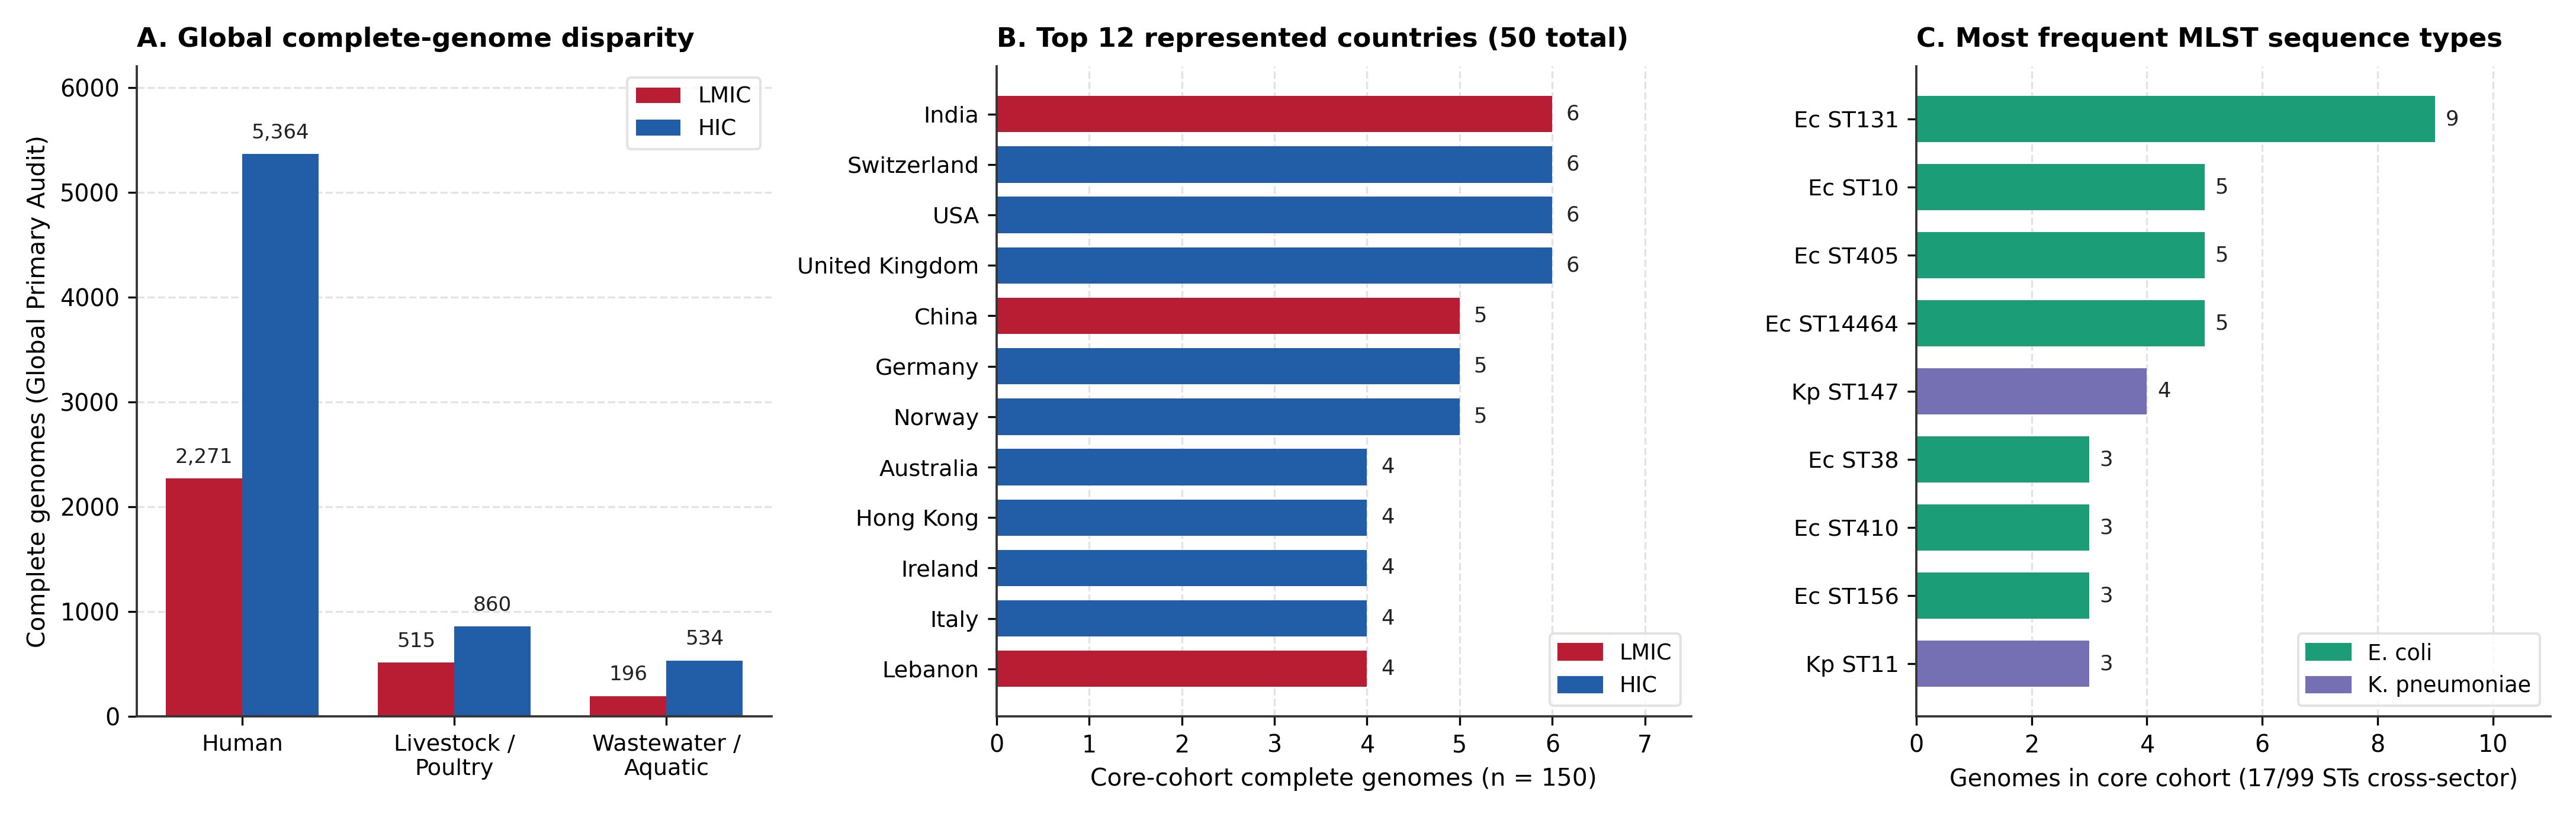 A. Global complete-genome disparity
Complete genomes (Global Primary Audit)
6000
5000
4000
3000
2000
1000
0
LMIC
HIC
2,271
5,364
515
860
196
534
Human
Livestock /
Poultry
Wastewater /
Aquatic
B. Top 12 represented countries (50 total)
India 6
Switzerland 6
USA 6
United Kingdom 6
China 5
Germany 5
Norway 5
Australia 4
Hong Kong 4
Ireland 4
Italy 4
Lebanon 4
LMIC
HIC
0 1 2 3 4 5 6 7
Core-cohort complete genomes (n = 150)
C. Most frequent MLST sequence types
Ec ST131 9
Ec ST10 5
Ec ST405 5
Ec ST14464 5
Kp ST147 4
Ec ST38 3
Ec ST410 3
Ec ST156 3
Kp ST11 3
E. coli
K. pneumoniae
0 2 4 6 8 10
Genomes in core cohort (17/99 STs cross-sector)